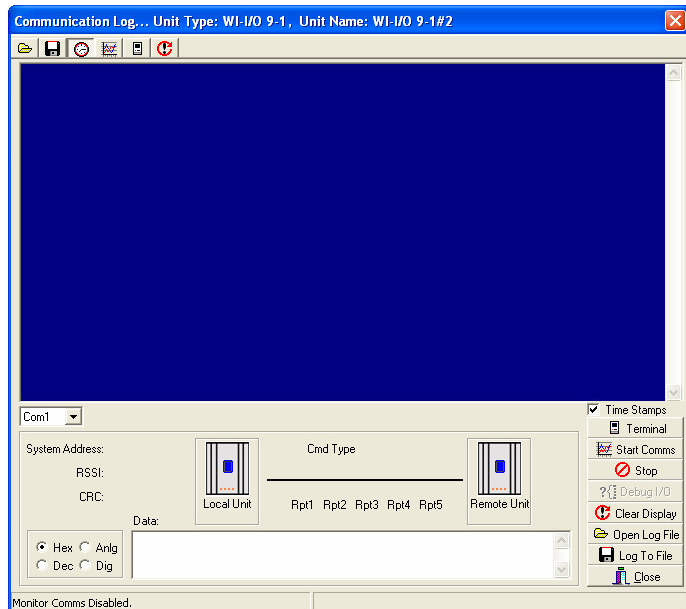 Communication Log... Unit Type: WI-I/O 9-1 , Unit Name: WI-I/O 9-1#2
Com1
Time Stamps
Terminal
Start Comms
Stop
?{¦ Debug I/O
Clear Display
Open Log File
Log To File
Close
System Address:
RSSI:
CRC:
Local Unit
Cmd Type
Rpt1 Rpt2 Rpt3 Rpt4 Rpt5
Remote Unit
Data:
Hex Anlg
Dec Dig
Monitor Comms Disabled.